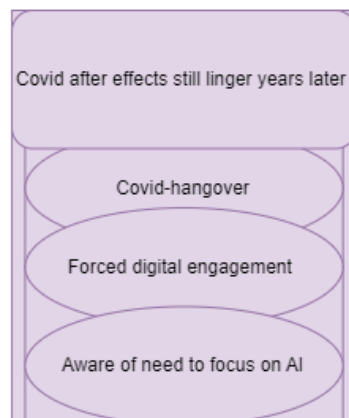 Covid after effects still linger years later
Covid-hangover
Forced digital engagement
Aware of need to focus on AI